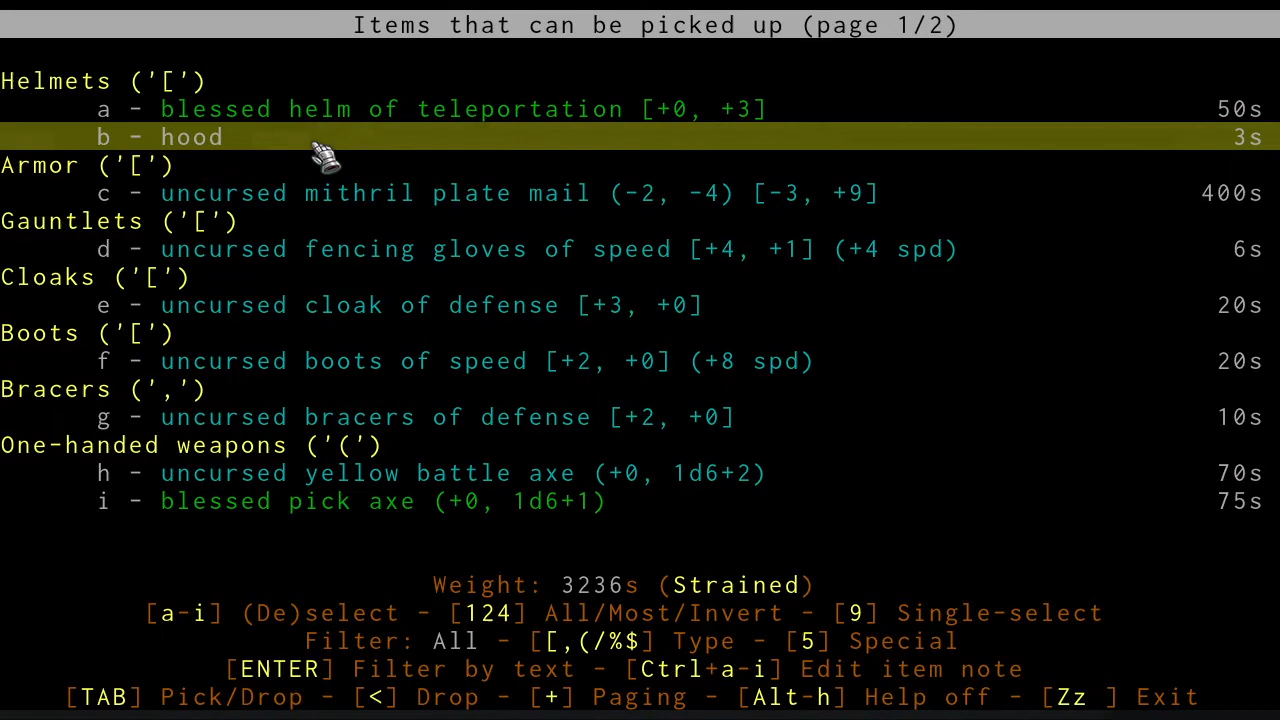 Items that can be picked up (page 1/2)
Helmets ('[')
a - blessed helm of teleportation [+0, +3] 50s
b - hood 3s
Armor ('[')
c - uncursed mithril plate mail (-2, -4) [-3, +9] 400s
Gauntlets ('[')
d - uncursed fencing gloves of speed [+4, +1] (+4 spd) 6s
Cloaks ('[')
e - uncursed cloak of defense [+3, +0] 20s
Boots ('[')
f - uncursed boots of speed [+2, +0] (+8 spd) 20s
Bracers (',')
g - uncursed bracers of defense [+2, +0] 10s
One-handed weapons ('(')
h - uncursed yellow battle axe (+0, 1d6+2) 70s
i - blessed pick axe (+0, 1d6+1) 75s
Weight: 3236s (Strained)
[a-i] (De)select - [124] All/Most/Invert - [9] Single-select
Filter: All - [[,(/%$] Type - [5] Special
[ENTER] Filter by text - [Ctrl+a-i] Edit item note
[TAB] Pick/Drop - [<] Drop - [+] Paging - [Alt-h] Help off - [Zz ] Exit